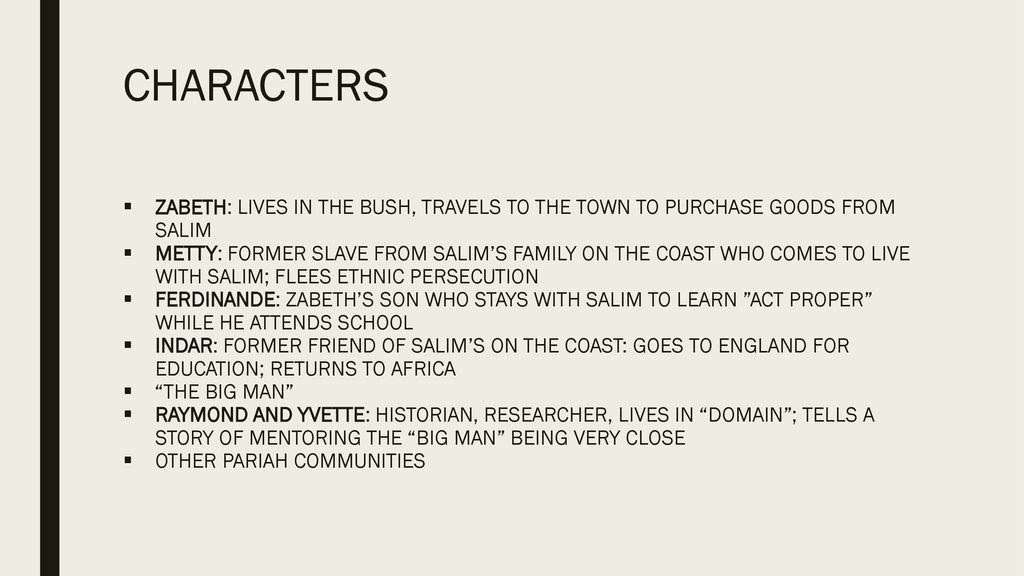 CHARACTERS
▪ ZABETH: LIVES IN THE BUSH, TRAVELS TO THE TOWN TO PURCHASE GOODS FROM
SALIM
▪ METTY: FORMER SLAVE FROM SALIM’S FAMILY ON THE COAST WHO COMES TO LIVE
WITH SALIM; FLEES ETHNIC PERSECUTION
▪ FERDINANDE: ZABETH’S SON WHO STAYS WITH SALIM TO LEARN ”ACT PROPER”
WHILE HE ATTENDS SCHOOL
▪ INDAR: FORMER FRIEND OF SALIM’S ON THE COAST: GOES TO ENGLAND FOR
EDUCATION; RETURNS TO AFRICA
▪ “THE BIG MAN”
▪ RAYMOND AND YVETTE: HISTORIAN, RESEARCHER, LIVES IN “DOMAIN”; TELLS A
STORY OF MENTORING THE “BIG MAN” BEING VERY CLOSE
▪ OTHER PARIAH COMMUNITIES